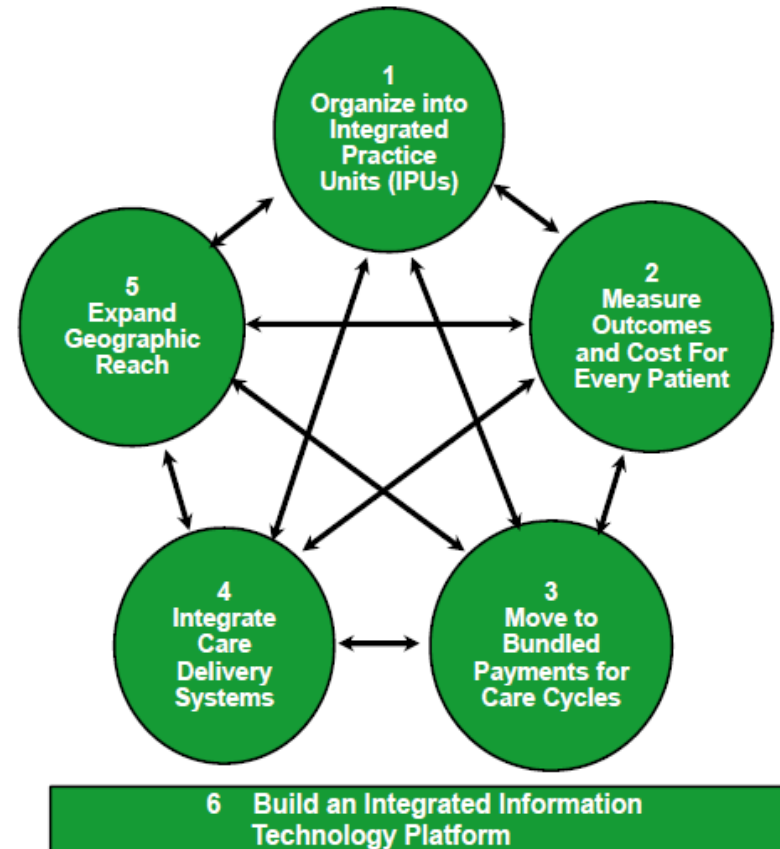 1
Organize into
Integrated
Practice
Units (IPUs)
2
Measure
Outcomes
and Cost For
Every Patient
3
Move to
Bundled
Payments for
Care Cycles
4
Integrate
Care
Delivery
Systems
5
Expand
Geographic
Reach
6 Build an Integrated Information
Technology Platform